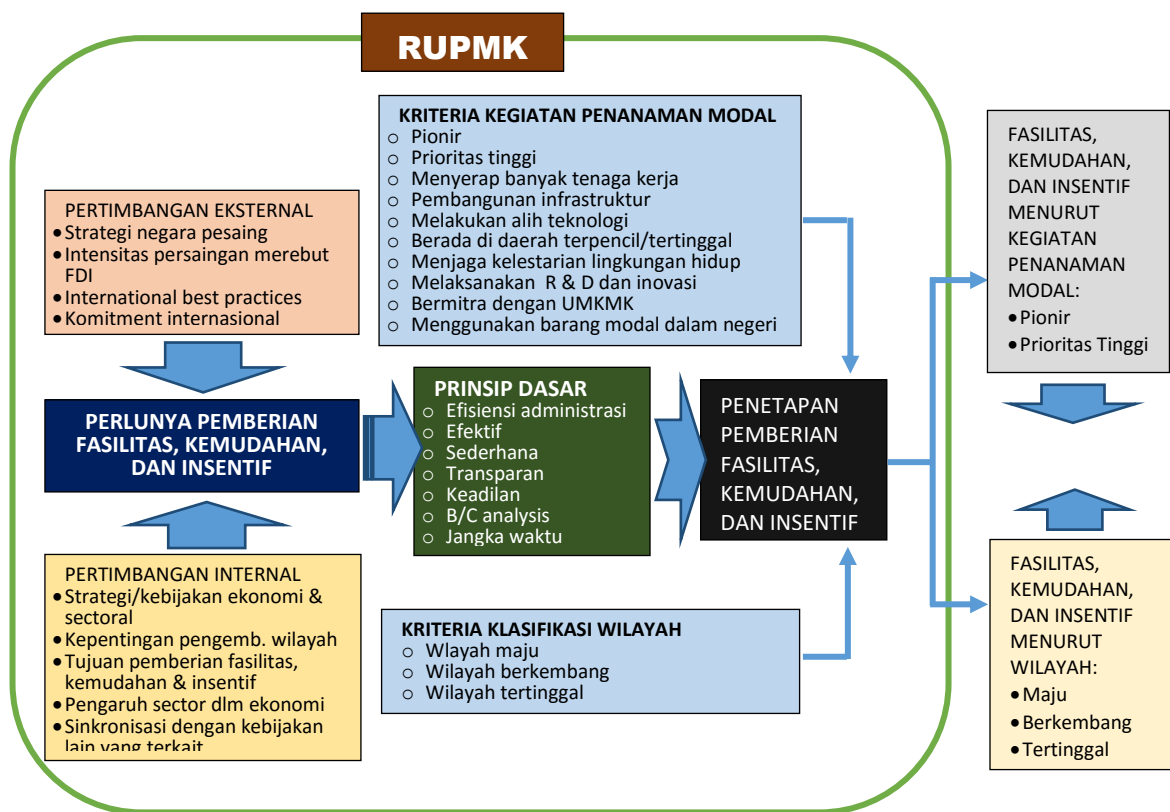 RUPMK
KRITERIA KEGIATAN PENANAMAN MODAL
o Pionir
o Prioritas tinggi
o Menyerap banyak tenaga kerja
o Pembangunan infrastruktur
o Melakukan alih teknologi
o Berada di daerah terpencil/tertinggal
o Menjaga kelestarian lingkungan hidup
o Melaksanakan R & D dan inovasi
o Bermitra dengan UMKMK
o Menggunakan barang modal dalam negeri
PERTIMBANGAN EKSTERNAL
• Strategi negara pesaing
• Intensitas persaingan merebut
FDI
• International best practices
• Komitment internasional
PERLUNYA PEMBERIAN
FASILITAS, KEMUDAHAN,
DAN INSENTIF
PERTIMBANGAN INTERNAL
• Strategi/kebijakan ekonomi &
sectoral
• Kepentingan pengemb. wilayah
• Tujuan pemberian fasilitas,
kemudahan & insentif
• Pengaruh sector dlm ekonomi
• Sinkronisasi dengan kebijakan
lain yang terkait
PRINSIP DASAR
o Efisiensi administrasi
o Efektif
o Sederhana
o Transparan
o Keadilan
o B/C analysis
o Jangka waktu
KRITERIA KLASIFIKASI WILAYAH
o Wlayah maju
o Wilayah berkembang
o Wilayah tertinggal
PENETAPAN
PEMBERIAN
FASILITAS,
KEMUDAHAN,
DAN INSENTIF
FASILITAS,
KEMUDAHAN,
DAN INSENTIF
MENURUT
KEGIATAN
PENANAMAN
MODAL:
• Pionir
• Prioritas Tinggi
FASILITAS,
KEMUDAHAN,
DAN INSENTIF
MENURUT
WILAYAH:
• Maju
• Berkembang
• Tertinggal